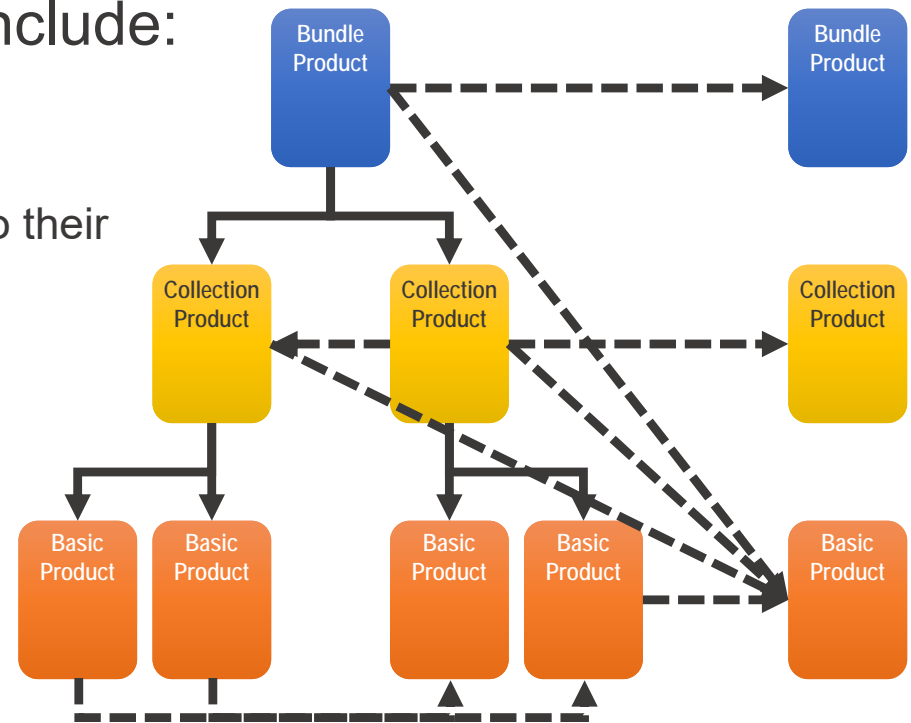 nclude:
Bundle
Product
Bundle
Product
o their
Collection
Product
Collection
Product
Collection
Product
Basic
Product
Basic
Product
Basic
Product
Basic
Product
Basic
Product